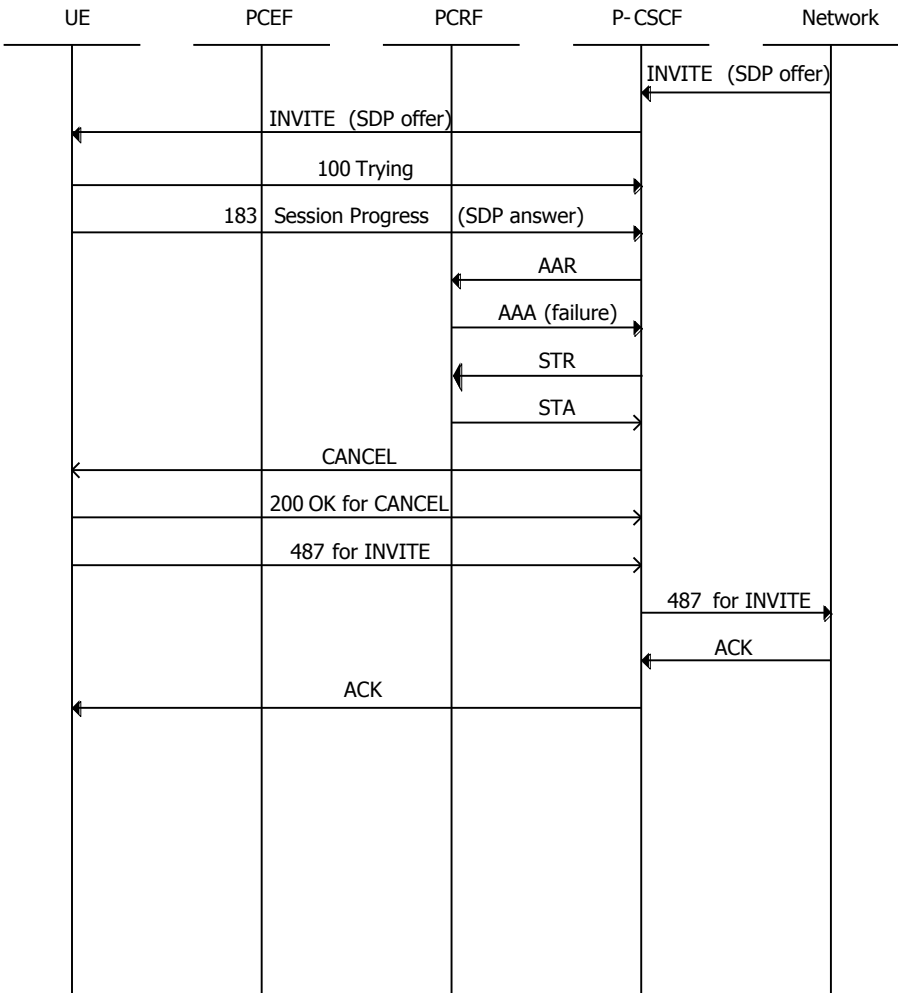 UE PCEF PCRF P-CSCF Network
INVITE (SDP offer)
INVITE (SDP offer)
100 Trying
183 Session Progress (SDP answer)
AAR
AAA (failure)
STR
STA
CANCEL
200 OK for CANCEL
487 for INVITE
487 for INVITE
ACK
ACK